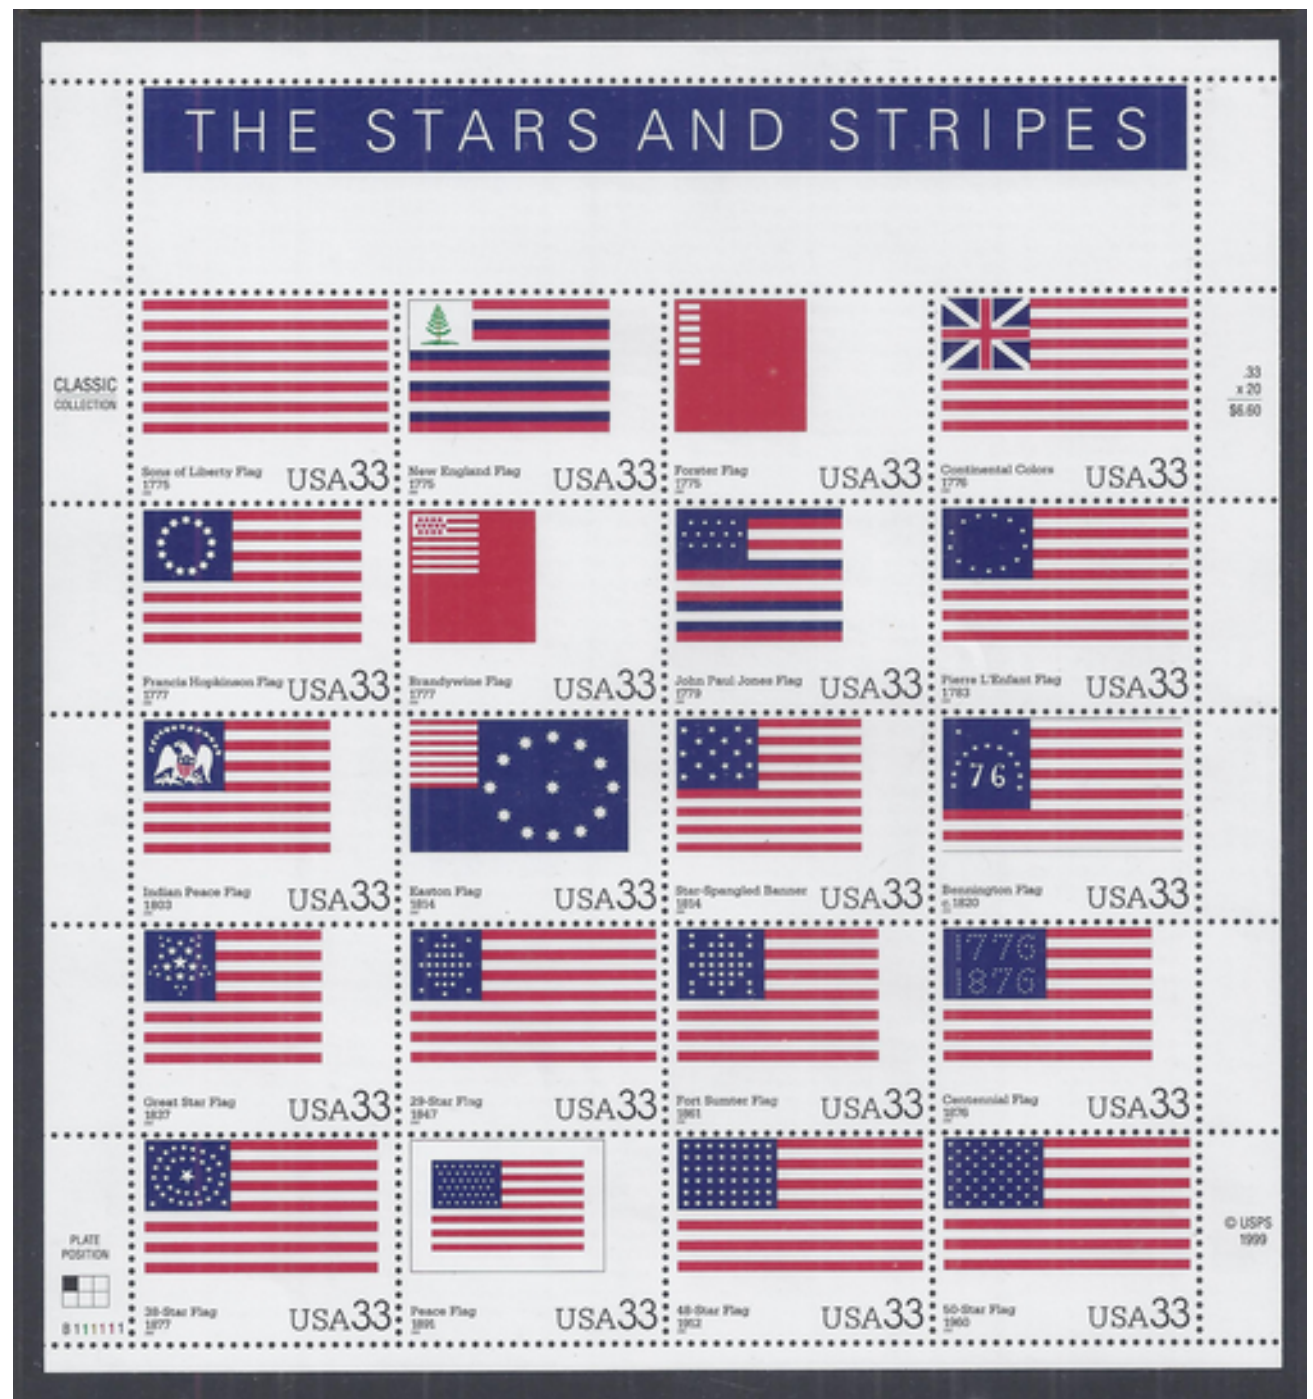 THE STARS AND STRIPES
CLASSIC
COLLECTION
.33
x 20
$6.60
Sons of Liberty Flag
1775
USA33
New England Flag
1775
USA33
Forster Flag
1775
USA33
Continental Colors
1776
USA33
Francis Hopkinson Flag
1777
USA33
Brandywine Flag
1777
USA33
John Paul Jones Flag
1779
USA33
Pierre L'Enfant Flag
1783
USA33
Indian Peace Flag
1803
USA33
Easton Flag
1814
USA33
Star-Spangled Banner
1814
USA33
76
Bennington Flag
c. 1820
USA33
Great Star Flag
1837
USA33
29-Star Flag
1847
USA33
Fort Sumter Flag
1861
USA33
1776
1876
Centennial Flag
1876
USA33
PLATE
POSITION
8111111
38-Star Flag
1877
USA33
Peace Flag
1891
USA33
48-Star Flag
1912
USA33
50-Star Flag
1960
USA33
© USPS
1999